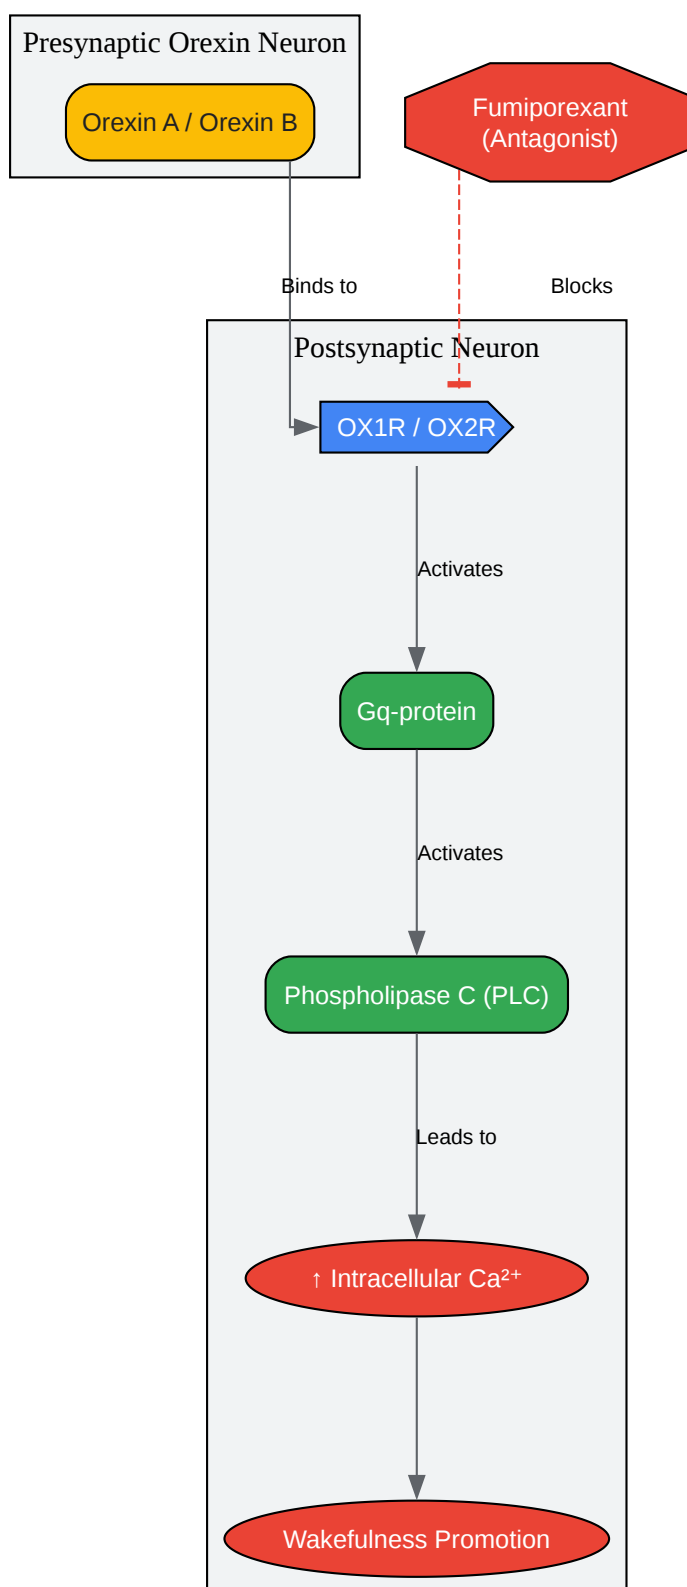 Presynaptic Orexin Neuron
Orexin A / Orexin B
Fumiporexant
(Antagonist)
Binds to
Blocks
Postsynaptic Neuron
OX1R / OX2R
Activates
Gq-protein
Activates
Phospholipase C (PLC)
Leads to
↑ Intracellular Ca²⁺
Wakefulness Promotion